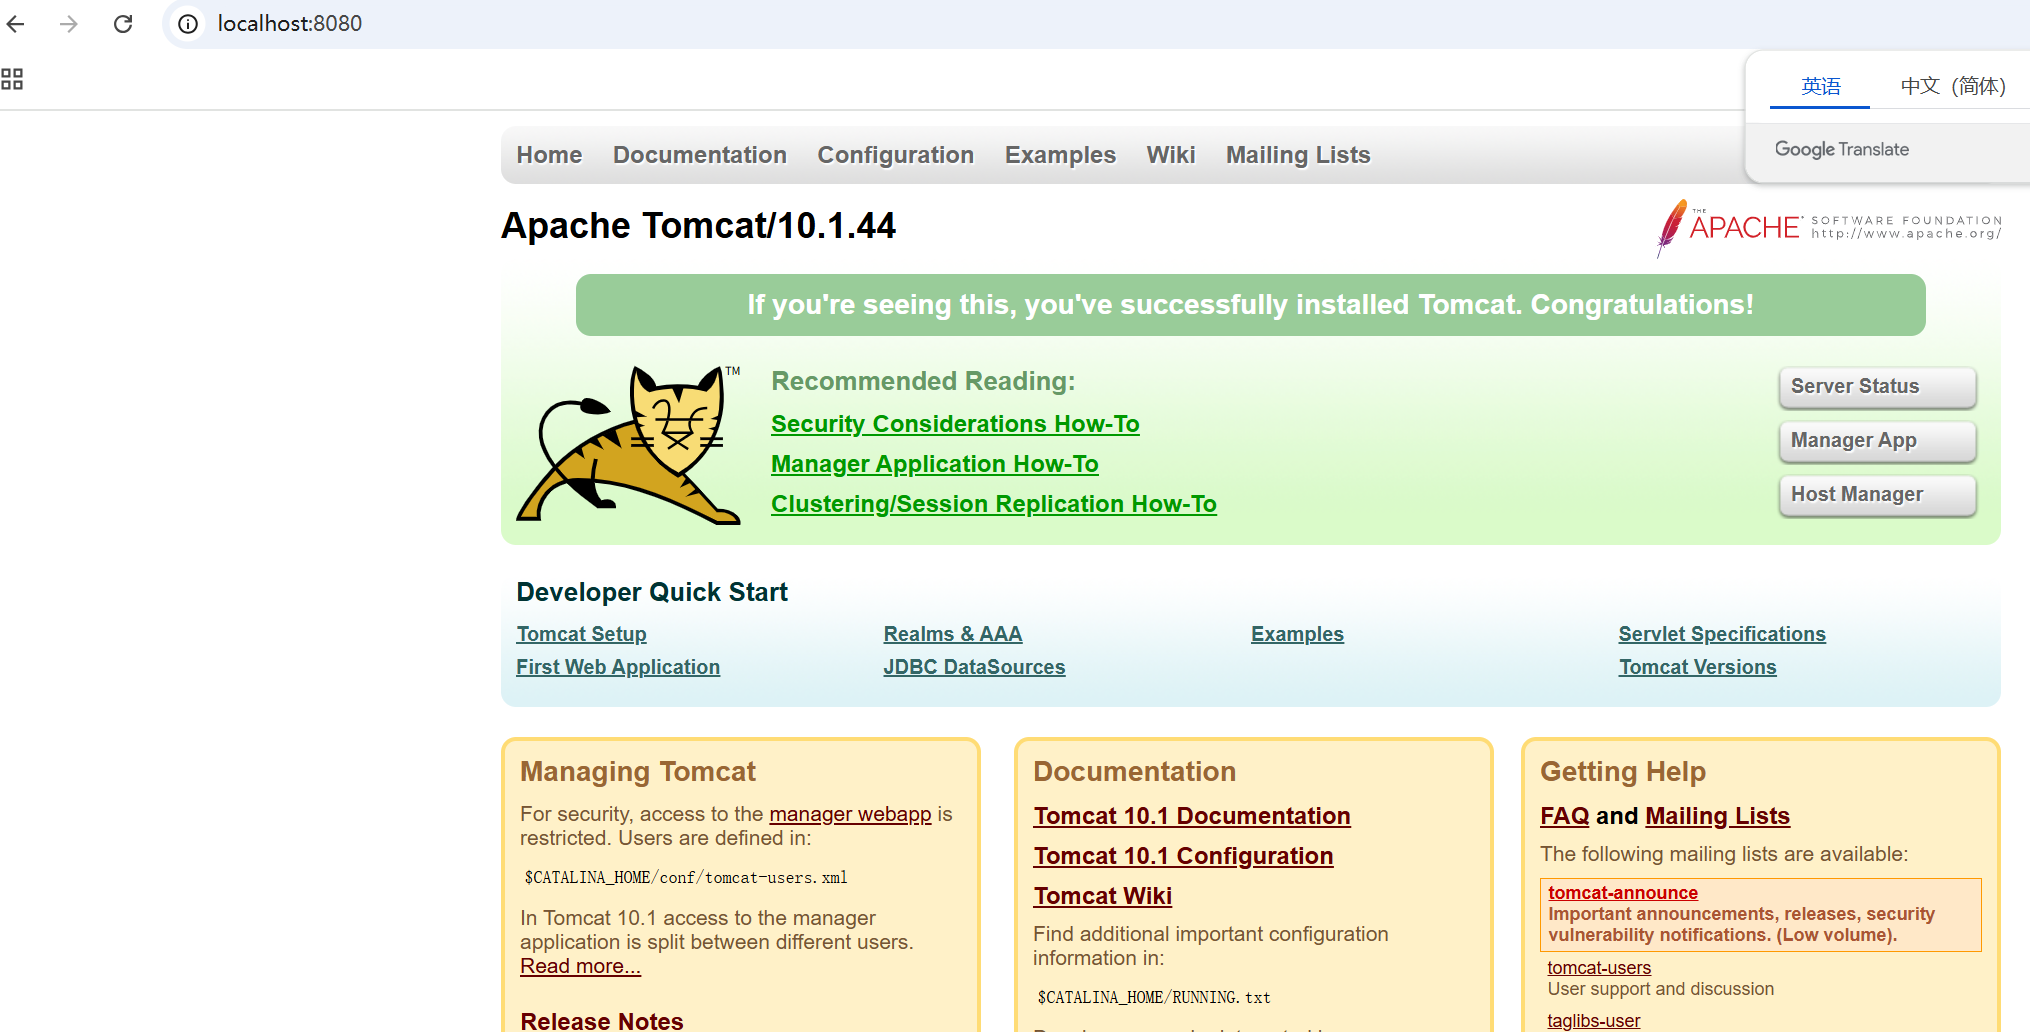 localhost:8080
英语
中文 (简体)
Google Translate
Home Documentation Configuration Examples Wiki Mailing Lists
Apache Tomcat/10.1.44
THE APACHE SOFTWARE FOUNDATION
http://www.apache.org/
If you're seeing this, you've successfully installed Tomcat. Congratulations!
TM
Recommended Reading:
Security Considerations How-To
Manager Application How-To
Clustering/Session Replication How-To
Server Status
Manager App
Host Manager
Developer Quick Start
Tomcat Setup
First Web Application
Realms & AAA
JDBC DataSources
Examples
Servlet Specifications
Tomcat Versions
Managing Tomcat
For security, access to the manager webapp is
restricted. Users are defined in:
$CATALINA_HOME/conf/tomcat-users.xml
In Tomcat 10.1 access to the manager
application is split between different users.
Read more...
Release Notes
Documentation
Tomcat 10.1 Documentation
Tomcat 10.1 Configuration
Tomcat Wiki
Find additional important configuration
information in:
$CATALINA_HOME/RUNNING.txt
Getting Help
FAQ and Mailing Lists
The following mailing lists are available:
tomcat-announce
Important announcements, releases, security
vulnerability notifications. (Low volume).
tomcat-users
User support and discussion
taglibs-user